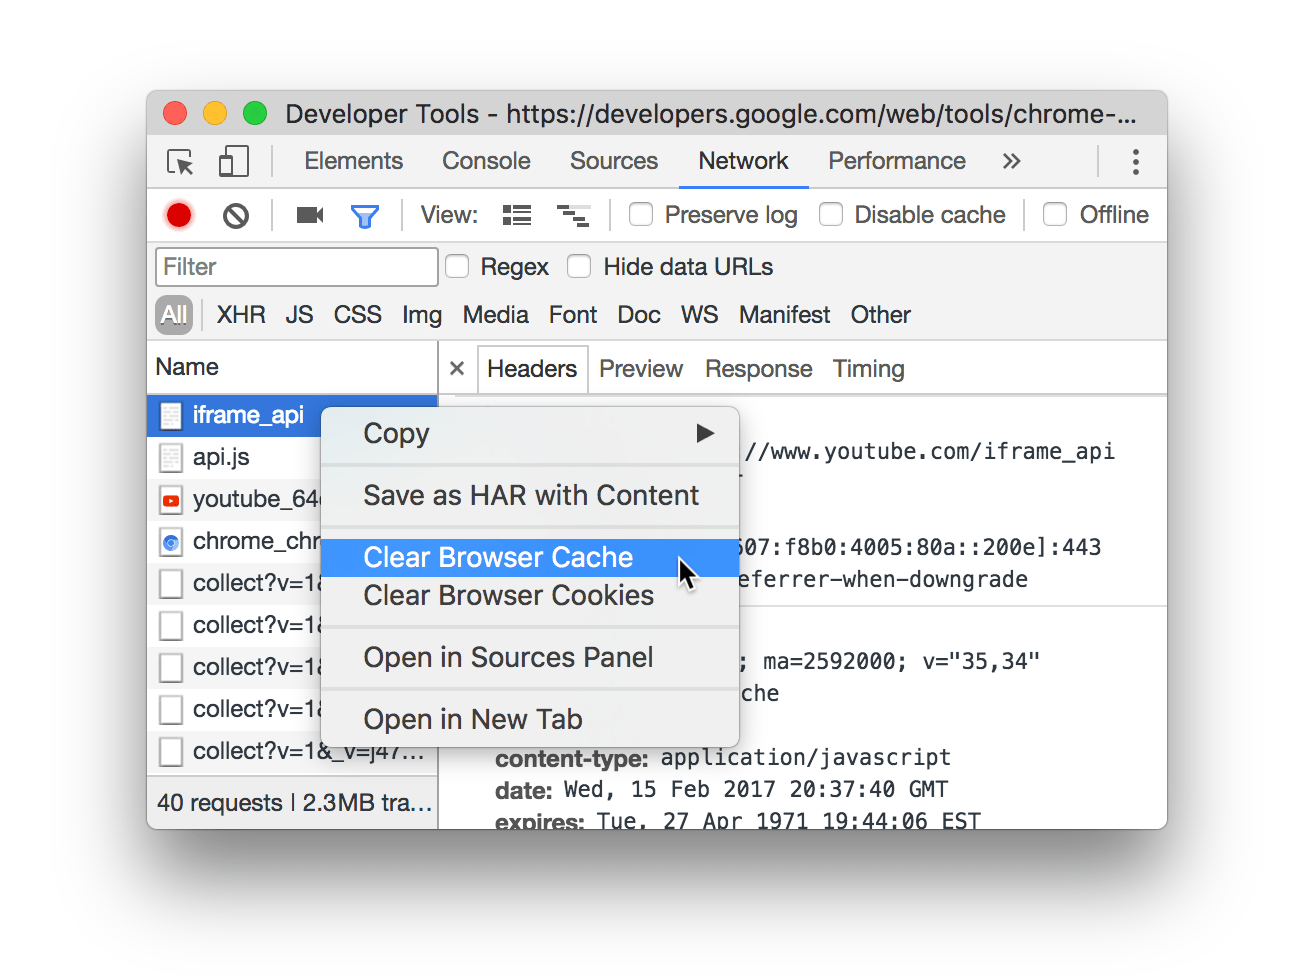 Developer Tools - https://developers.google.com/web/tools/chrome-...
Elements Console Sources Network Performance »
View: Preserve log Disable cache Offline
Filter Regex Hide data URLs
All XHR JS CSS Img Media Font Doc WS Manifest Other
Name
× Headers Preview Response Timing
iframe_api
api.js
youtube_64
chrome_chr
collect?v=1
collect?v=1
collect?v=1
collect?v=1
collect?v=1&_v=j47...
40 requests | 2.3MB tra...
Copy
Save as HAR with Content
Clear Browser Cache
Clear Browser Cookies
Open in Sources Panel
Open in New Tab
//www.youtube.com/iframe_api
607:f8b0:4005:80a::200e]:443
eferrer-when-downgrade
; ma=2592000; v="35,34"
che
content-type: application/javascript
date: Wed, 15 Feb 2017 20:37:40 GMT
expires: Tue, 27 Apr 1971 19:44:06 EST